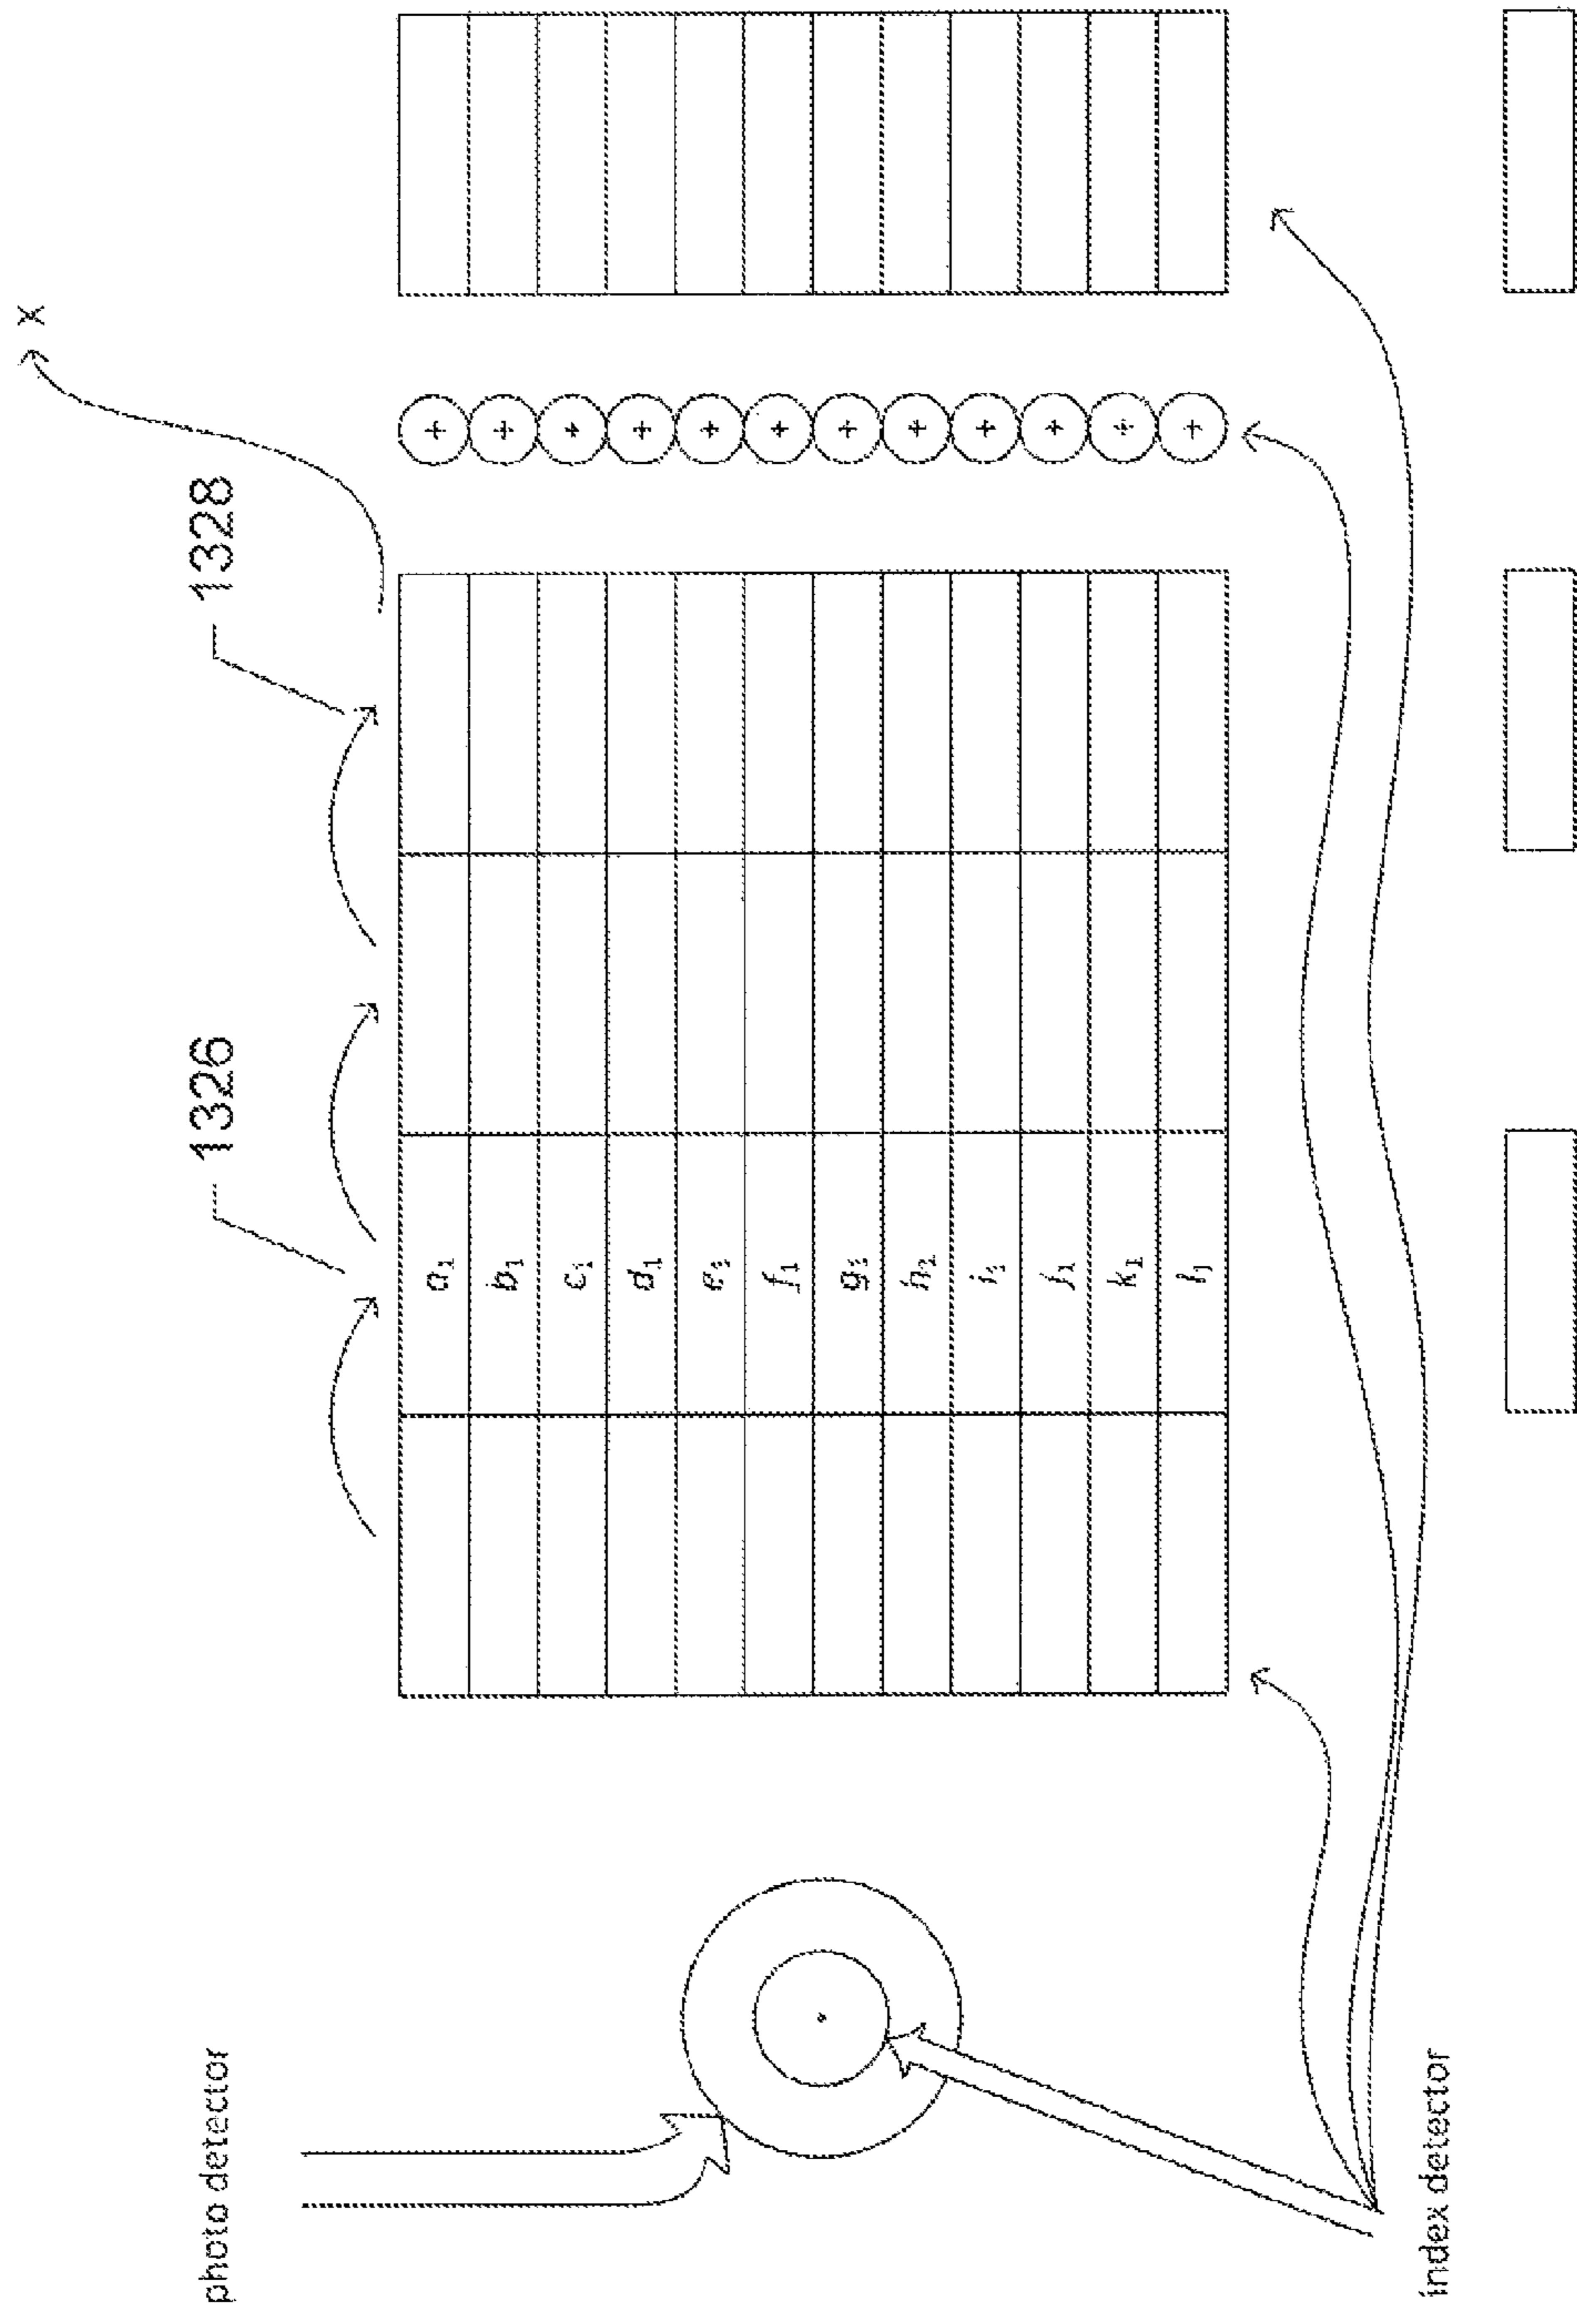 photo detector
1326
1328
X
a₁
b₁
c₁
d₁
e₁
f₁
g₁
h₁
i₁
j₁
k₁
l₁
+
+
+
+
+
+
+
+
+
+
+
+
index detector